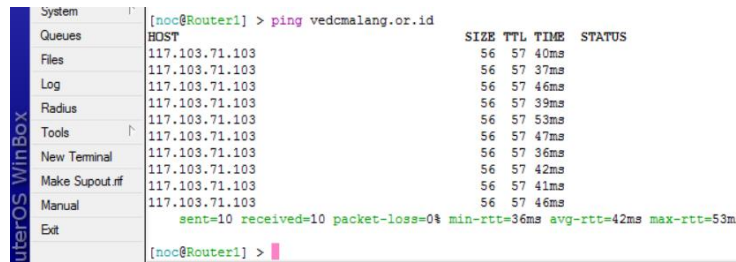 System
Queues
Files
Log
Radius
Tools
New Terminal
Make Supout.rif
Manual
Exit
uterOS WinBox
[noc@Router1] > ping vedcmalang.or.id
HOST SIZE TTL TIME STATUS
117.103.71.103 56 57 40ms
117.103.71.103 56 57 37ms
117.103.71.103 56 57 46ms
117.103.71.103 56 57 39ms
117.103.71.103 56 57 53ms
117.103.71.103 56 57 47ms
117.103.71.103 56 57 36ms
117.103.71.103 56 57 42ms
117.103.71.103 56 57 41ms
117.103.71.103 56 57 46ms
sent=10 received=10 packet-loss=0% min-rtt=36ms avg-rtt=42ms max-rtt=53m
[noc@Router1] >